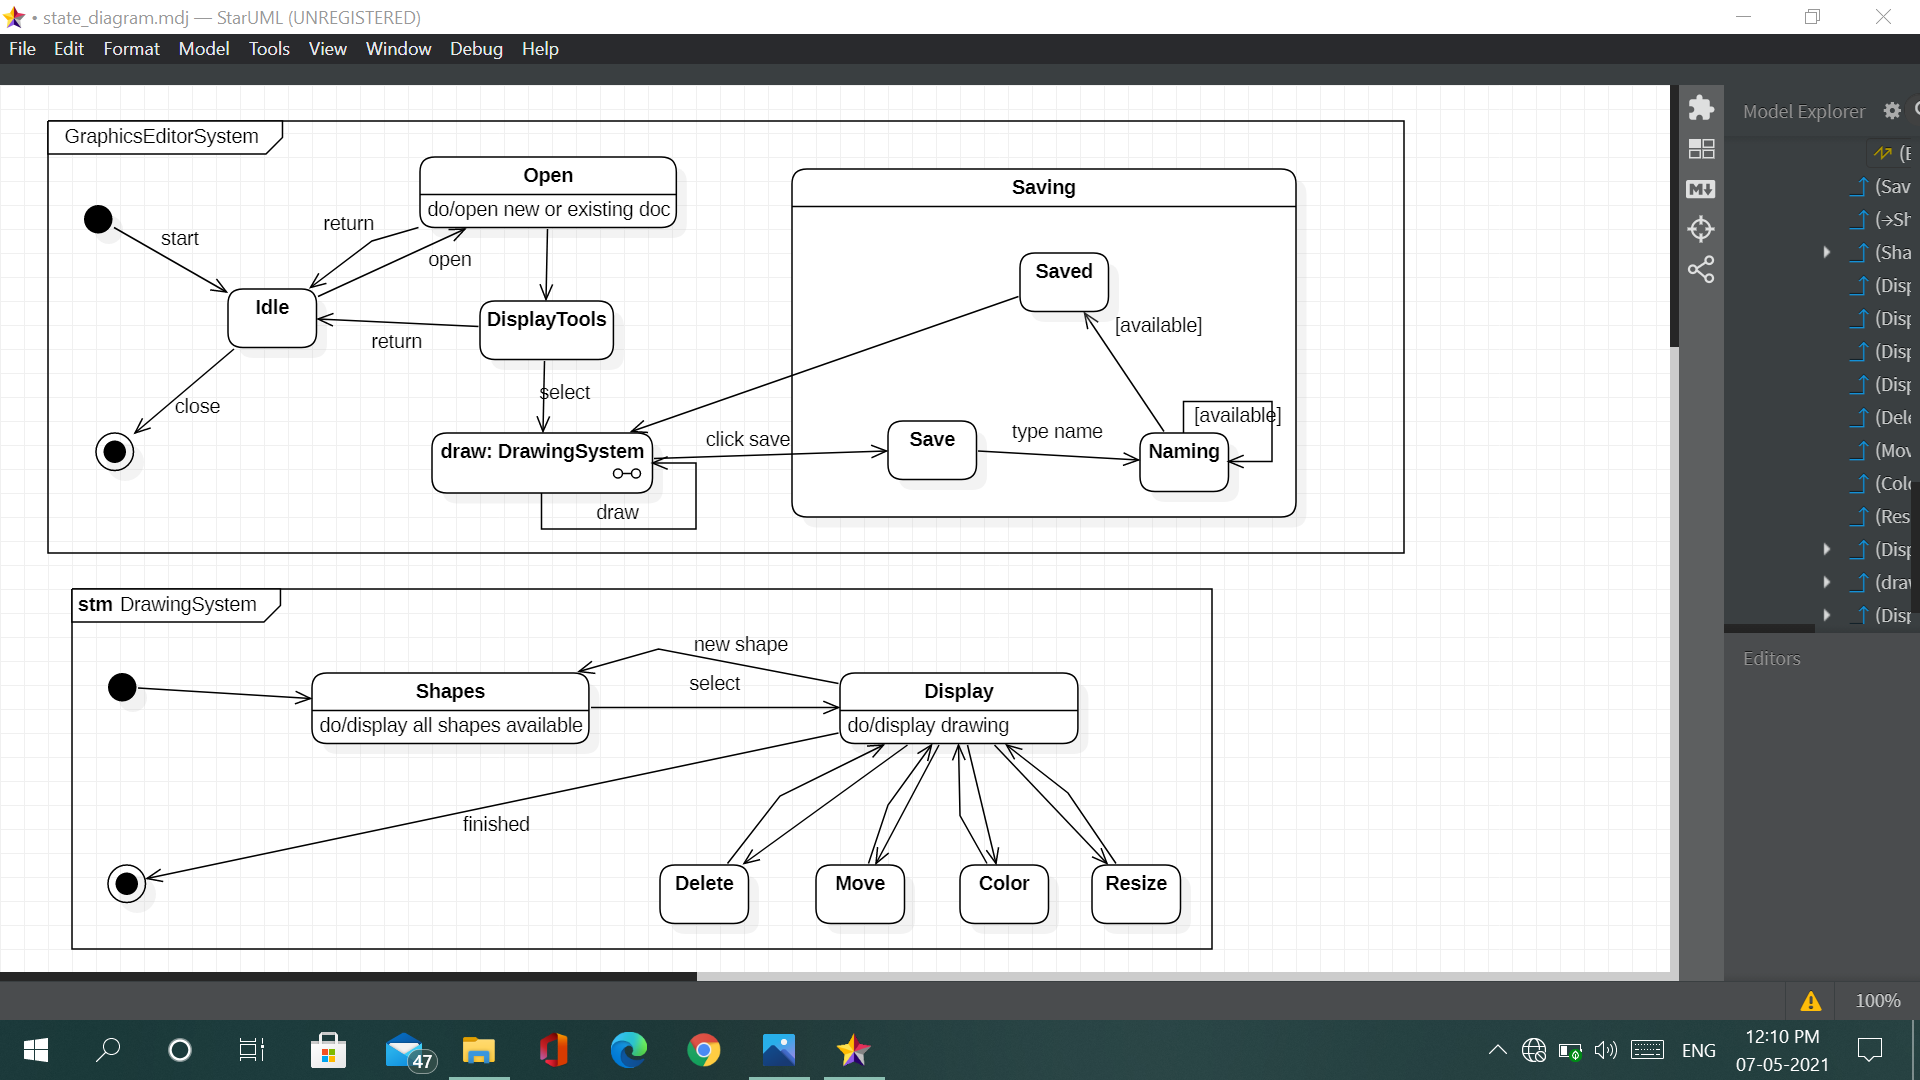 • state_diagram.mdj — StarUML (UNREGISTERED)
File Edit Format Model Tools View Window Debug Help
GraphicsEditorSystem
Open
do/open new or existing doc
Saving
return
start
open
Saved
Idle
DisplayTools
[available]
return
select
close
[available]
click save
type name
Save
draw: DrawingSystem
Naming
draw
stm DrawingSystem
new shape
select
Shapes
do/display all shapes available
Display
do/display drawing
finished
Delete
Move
Color
Resize
Model Explorer
(E
(Sav
(→Sh
(Sha
(Disp
(Disp
(Disp
(Disp
(Dele
(Mov
(Colo
(Res
(Disp
(draw
(Disp
Editors
100%
47
ENG
12:10 PM
07-05-2021